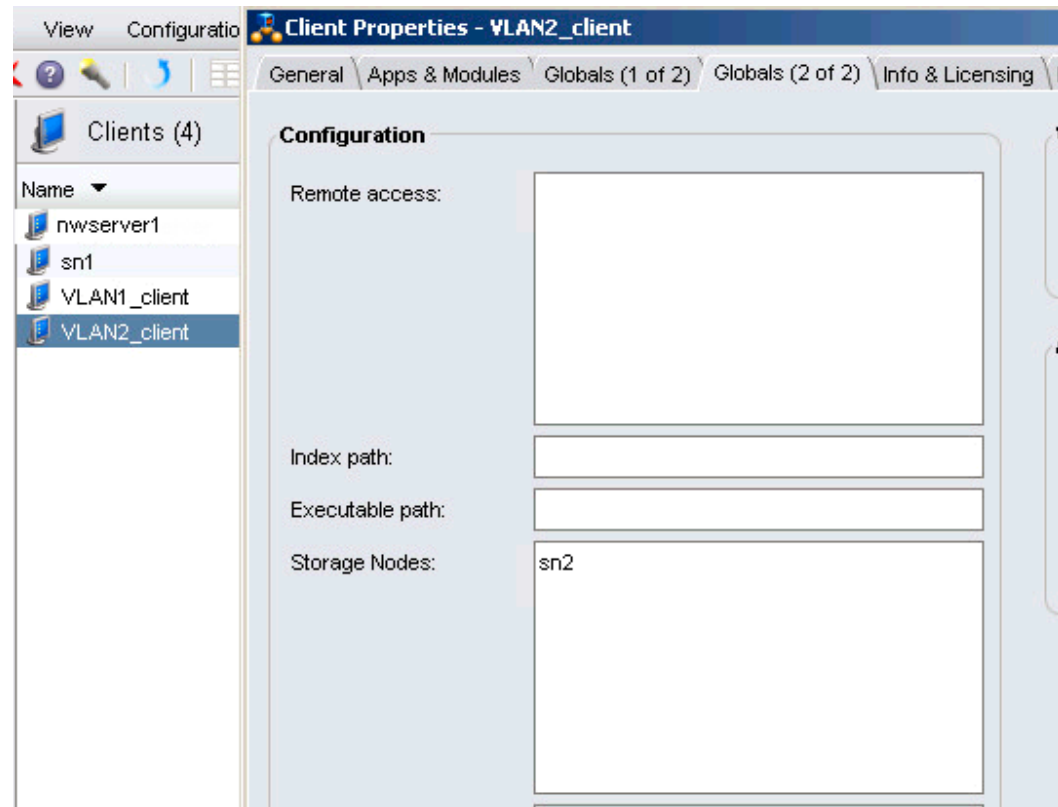 View Configuratio
Client Properties - VLAN2_client
General Apps & Modules Globals (1 of 2) Globals (2 of 2) Info & Licensing
Clients (4)
Name
nwserver1
sn1
VLAN1_client
VLAN2_client
Configuration
Remote access:
Index path:
Executable path:
Storage Nodes:
sn2